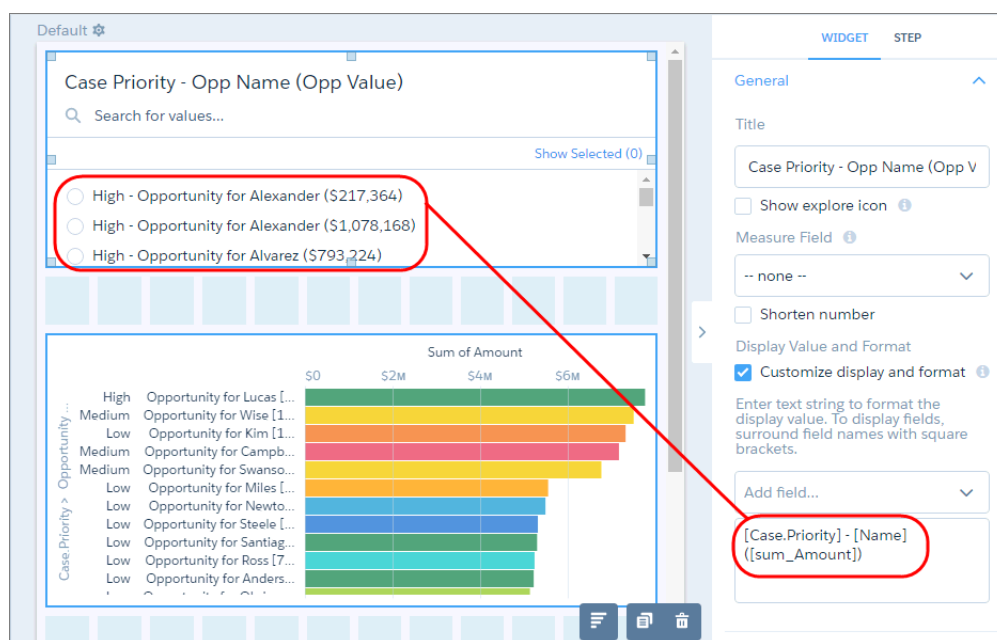 Default
Case Priority - Opp Name (Opp Value)
Search for values...
Show Selected (0)
High - Opportunity for Alexander ($217,364)
High - Opportunity for Alexander ($1,078,168)
High - Opportunity for Alvarez ($793,224)
Sum of Amount
$0 $2M $4M $6M
Case.Priority > Opportunity ...
High Opportunity for Lucas [...
Medium Opportunity for Wise [1...
Low Opportunity for Kim [1...
Medium Opportunity for Campb...
Medium Opportunity for Swanso...
Low Opportunity for Miles [...
Low Opportunity for Newto...
Low Opportunity for Steele [...
Low Opportunity for Santiag...
Low Opportunity for Ross [7...
Low Opportunity for Anders...
WIDGET STEP
General
Title
Case Priority - Opp Name (Opp V
Show explore icon
Measure Field
-- none --
Shorten number
Display Value and Format
Customize display and format
Enter text string to format the
display value. To display fields,
surround field names with square
brackets.
Add field...
[Case.Priority] - [Name]
([sum_Amount])